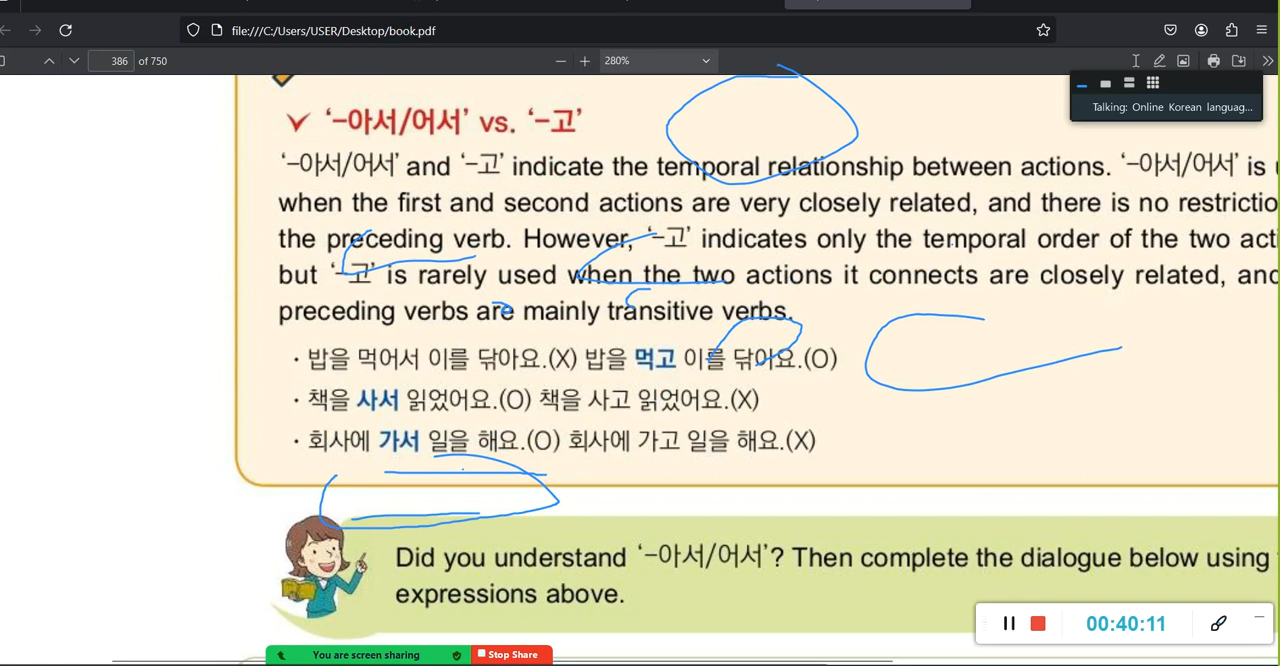 file:///C:/Users/USER/Desktop/book.pdf
386 of 750
280%
Talking: Online Korean languag...
'-아서/어서' vs. '-고'
'-아서/어서' and '-고' indicate the temporal relationship between actions. '-아서/어서' is
when the first and second actions are very closely related, and there is no restrictio
the preceding verb. However, '-고' indicates only the temporal order of the two act
but '-고' is rarely used when the two actions it connects are closely related, and
preceding verbs are mainly transitive verbs.
· 밥을 먹어서 이를 닦아요.(X) 밥을 먹고 이를 닦아요.(O)
· 책을 사서 읽었어요.(O) 책을 사고 읽었어요.(X)
· 회사에 가서 일을 해요.(O) 회사에 가고 일을 해요.(X)
Did you understand '-아서/어서'? Then complete the dialogue below using
expressions above.
00:40:11
You are screen sharing
Stop Share